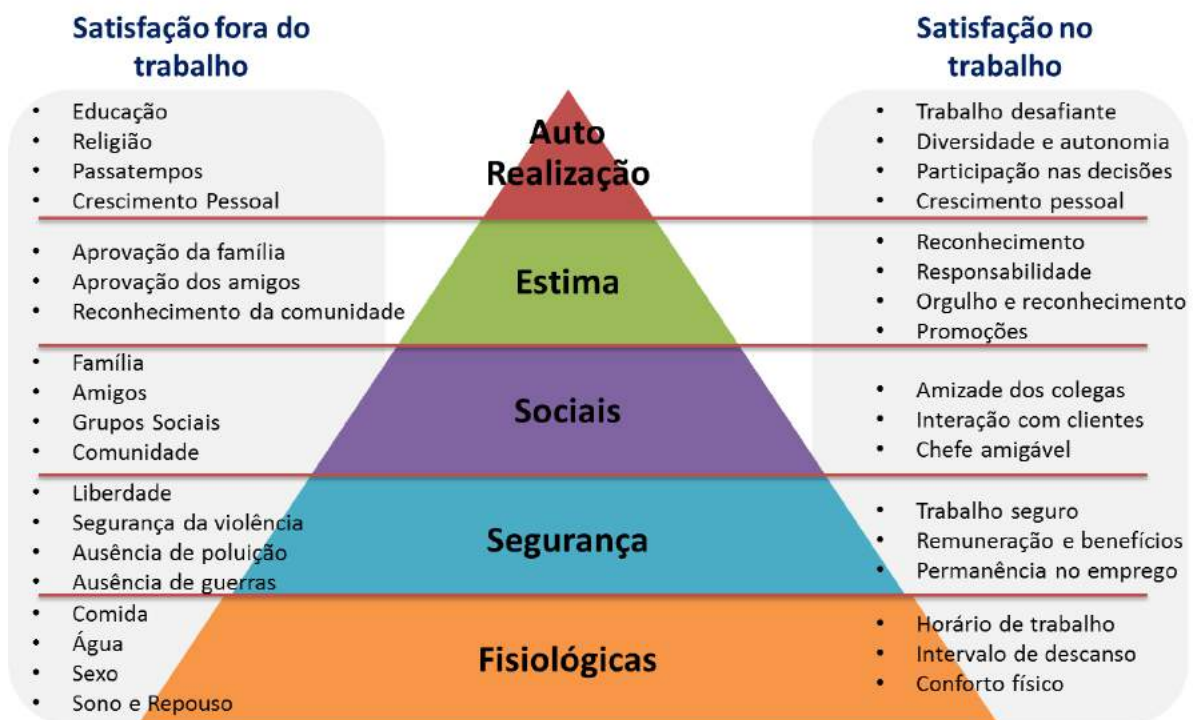 Satisfação fora do
trabalho
• Educação
• Religião
• Passatempos
• Crescimento Pessoal
• Aprovação da família
• Aprovação dos amigos
• Reconhecimento da comunidade
• Família
• Amigos
• Grupos Sociais
• Comunidade
• Liberdade
• Segurança da violência
• Ausência de poluição
• Ausência de guerras
• Comida
• Água
• Sexo
• Sono e Repouso
Auto
Realização
Estima
Sociais
Segurança
Fisiológicas
Satisfação no
trabalho
• Trabalho desafiante
• Diversidade e autonomia
• Participação nas decisões
• Crescimento pessoal
• Reconhecimento
• Responsabilidade
• Orgulho e reconhecimento
• Promoções
• Amizade dos colegas
• Interação com clientes
• Chefe amigável
• Trabalho seguro
• Remuneração e benefícios
• Permanência no emprego
• Horário de trabalho
• Intervalo de descanso
• Conforto físico